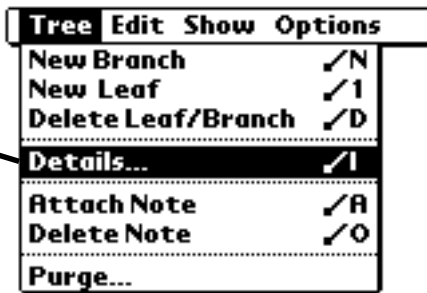 Tree Edit Show Options
New Branch /N
New Leaf /1
Delete Leaf/Branch /D
Details... /I
Attach Note /A
Delete Note /O
Purge...